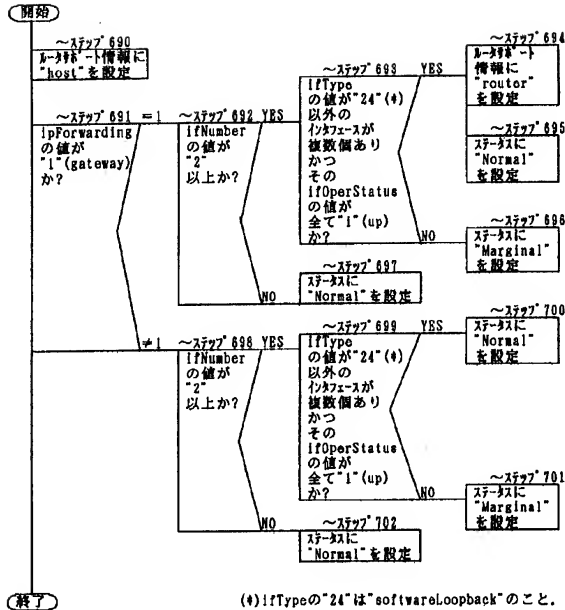 開始
～ステップ690
ルータサポート情報に
"host"を設定
～ステップ691
=1
ipForwarding
の値が
"1"(gateway)
か?
～ステップ692
YES
ifNumber
の値が
"2"
以上か?
～ステップ693
YES
ifType
の値が"24"(*)
以外の
インタフェースが
複数個あり
かつ
その
ifOperStatus
の値が
全て"1"(up)
か?
～ステップ694
ルータサポート
情報に
"router"
を設定
～ステップ695
ステータスに
"Normal"
を設定
NO
～ステップ696
ステータスに
"Marginal"
を設定
NO
～ステップ697
ステータスに
"Normal"を設定
≠1
～ステップ698
YES
ifNumber
の値が
"2"
以上か?
～ステップ699
YES
ifType
の値が"24"(*)
以外の
インタフェースが
複数個あり
かつ
その
ifOperStatus
の値が
全て"1"(up)
か?
～ステップ700
ステータスに
"Normal"
を設定
NO
～ステップ701
ステータスに
"Marginal"
を設定
NO
～ステップ702
ステータスに
"Normal"を設定
終了
(*)ifTypeの"24"は"softwareLoopback"のこと.